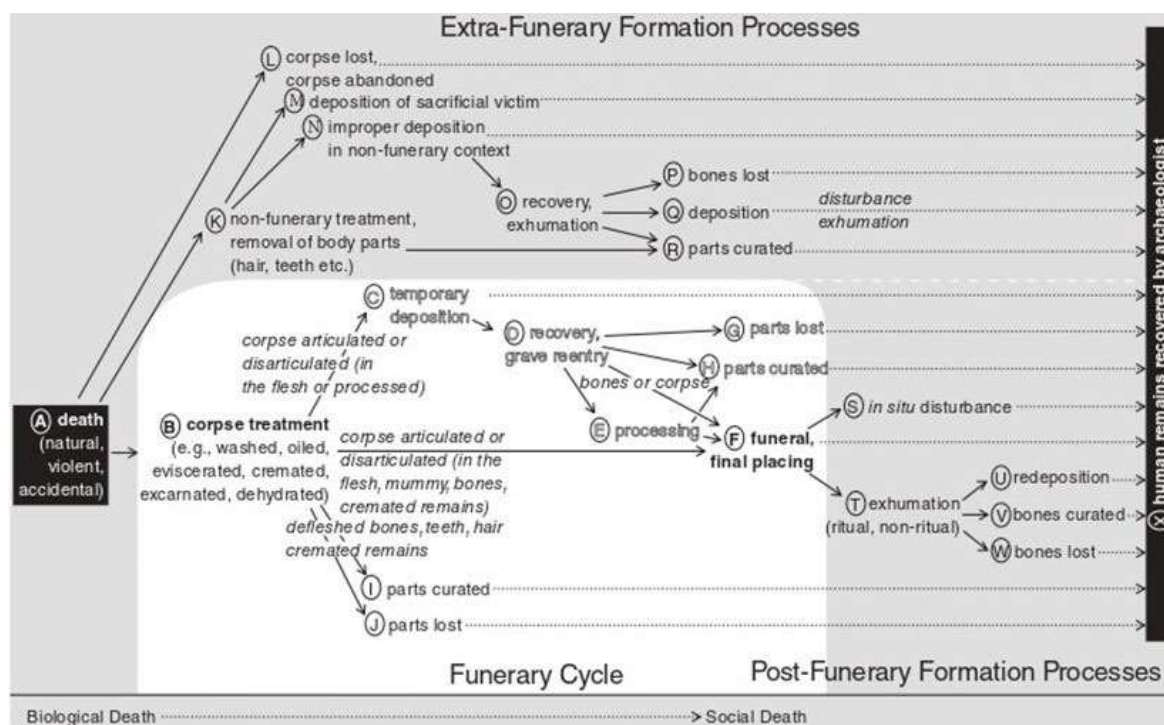 Extra-Funerary Formation Processes
L corpse lost,
corpse abandoned
M deposition of sacrificial victim
N improper deposition
in non-funerary context
P bones lost
O recovery,
exhumation
Q deposition
disturbance
exhumation
K non-funerary treatment,
removal of body parts
(hair, teeth etc.)
R parts curated
C temporary
deposition
D recovery,
grave reentry
G parts lost
corpse articulated or
disarticulated (in
the flesh or processed)
H parts curated
bones or corpse
A death
(natural,
violent,
accidental)
B corpse treatment
(e.g., washed, oiled,
eviscerated, cremated,
excarnated, dehydrated)
corpse articulated or
disarticulated (in the
flesh, mummy, bones,
cremated remains)
E processing
F funeral,
final placing
S in situ disturbance
T exhumation
(ritual, non-ritual)
U redeposition
V bones curated
W bones lost
defleshed bones, teeth, hair
cremated remains
I parts curated
J parts lost
X human remains recovered by archaeologist
Funerary Cycle
Post-Funerary Formation Processes
Biological Death
Social Death